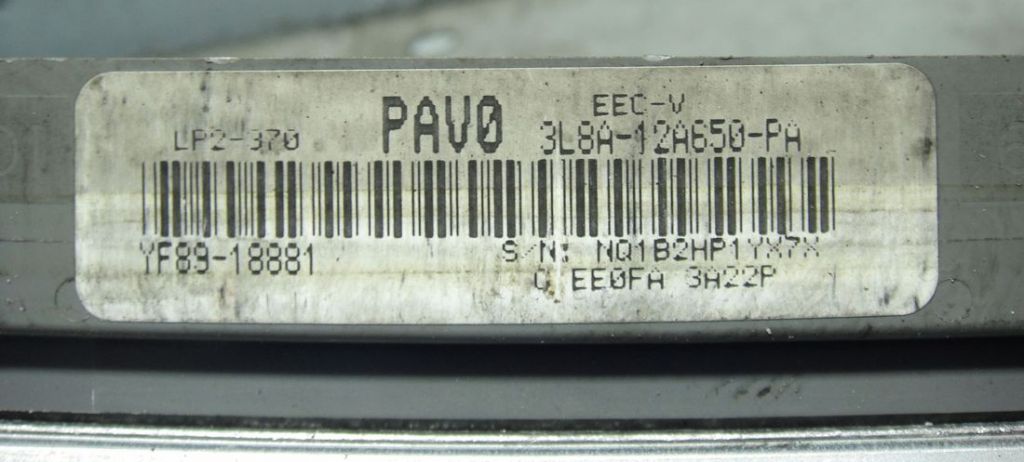 EEC-V
LP2-370 PAV0 3L8A-12A650-PA
YF89-18881 S/N: NQ1B2HP1YX7X
C EE0FA 3A22P